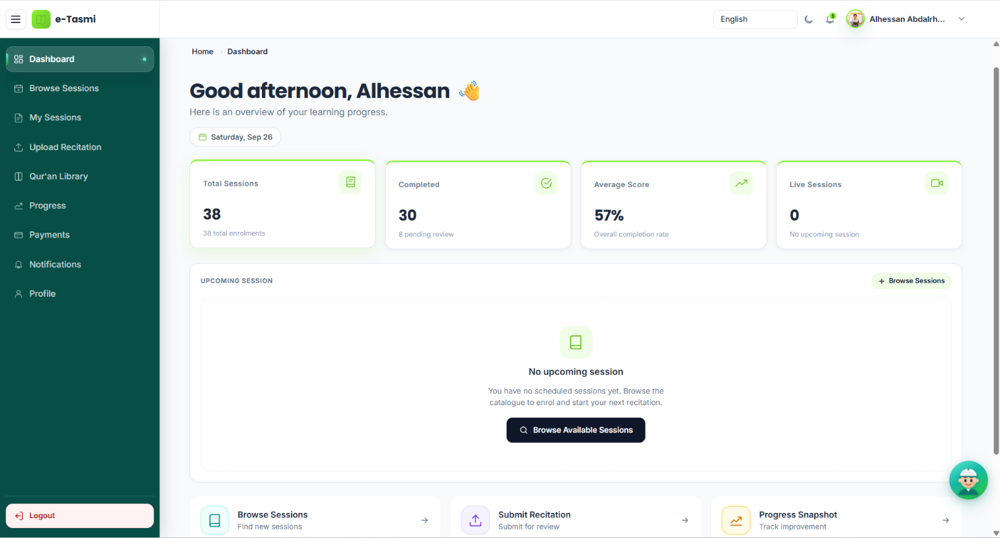 e-Tasmi
English
5
Alhessan Abdalrh...
Dashboard
Browse Sessions
My Sessions
Upload Recitation
Qur'an Library
Progress
Payments
Notifications
Profile
Logout
Home > Dashboard
Good afternoon, Alhessan 👋
Here is an overview of your learning progress.
Saturday, Sep 26
Total Sessions
38
38 total enrolments
Completed
30
8 pending review
Average Score
57%
Overall completion rate
Live Sessions
0
No upcoming session
UPCOMING SESSION
+ Browse Sessions
No upcoming session
You have no scheduled sessions yet. Browse the
catalogue to enrol and start your next recitation.
Browse Available Sessions
Browse Sessions
Find new sessions
Submit Recitation
Submit for review
Progress Snapshot
Track improvement